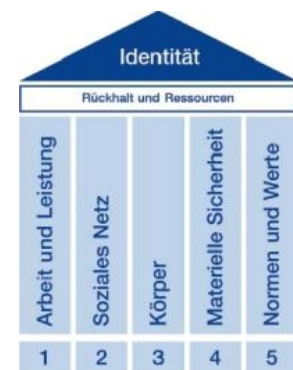 Identität
Rückhalt und Ressourcen
Arbeit und Leistung
Soziales Netz
Körper
Materielle Sicherheit
Normen und Werte
1 2 3 4 5